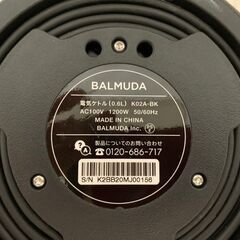 BALMUDA
電気ケトル (0.6L) K02A-BK
AC100V 1200W 50/60Hz
MADE IN CHINA
BALMUDA Inc.
製品についてのお問い合わせ
0120-686-717
S/N K2BB20MJ00156